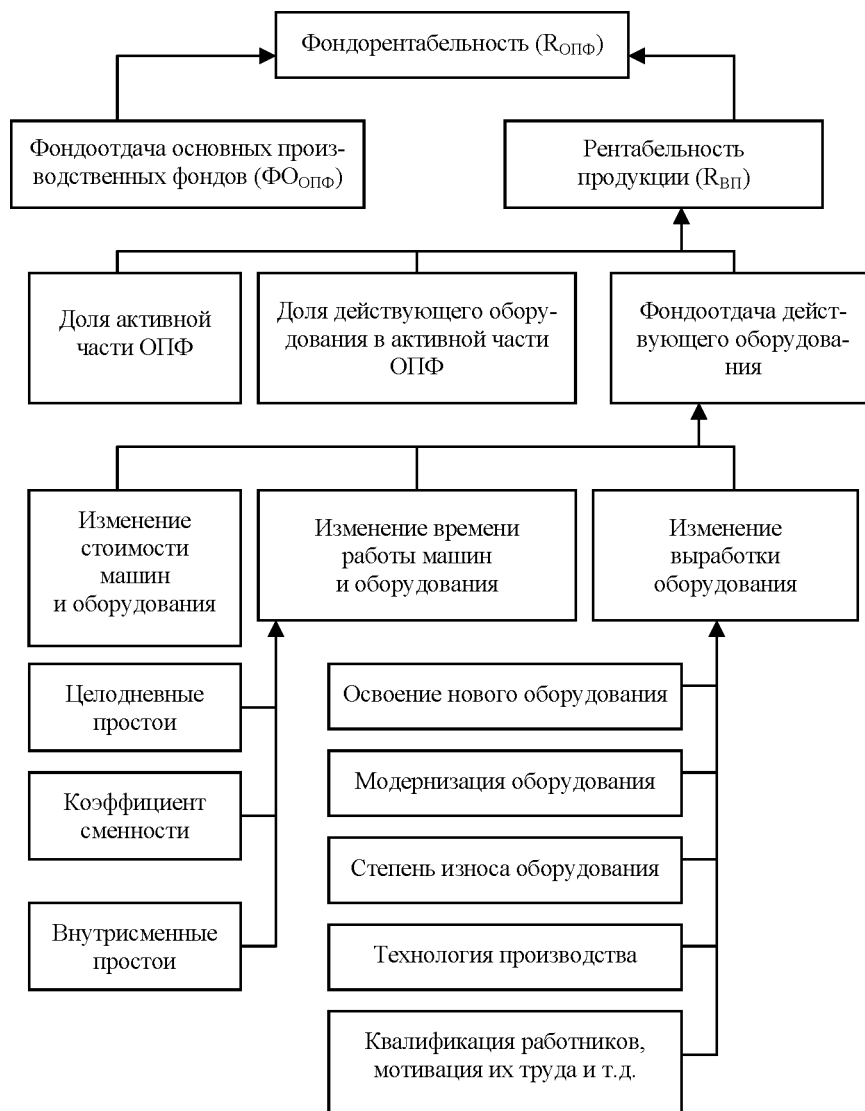 Фондорентабельность (RОПФ)
Фондоотдача основных произ-
водственных фондов (ФООПФ)
Рентабельность
продукции (RВП)
Доля активной
части ОПФ
Доля действующего обору-
дования в активной части
ОПФ
Фондоотдача дейст-
вующего оборудова-
ния
Изменение
стоимости
машин
и оборудования
Изменение времени
работы машин
и оборудования
Изменение
выработки
оборудования
Целодневные
простои
Коэффициент
сменности
Внутрисменные
простои
Освоение нового оборудования
Модернизация оборудования
Степень износа оборудования
Технология производства
Квалификация работников,
мотивация их труда и т.д.